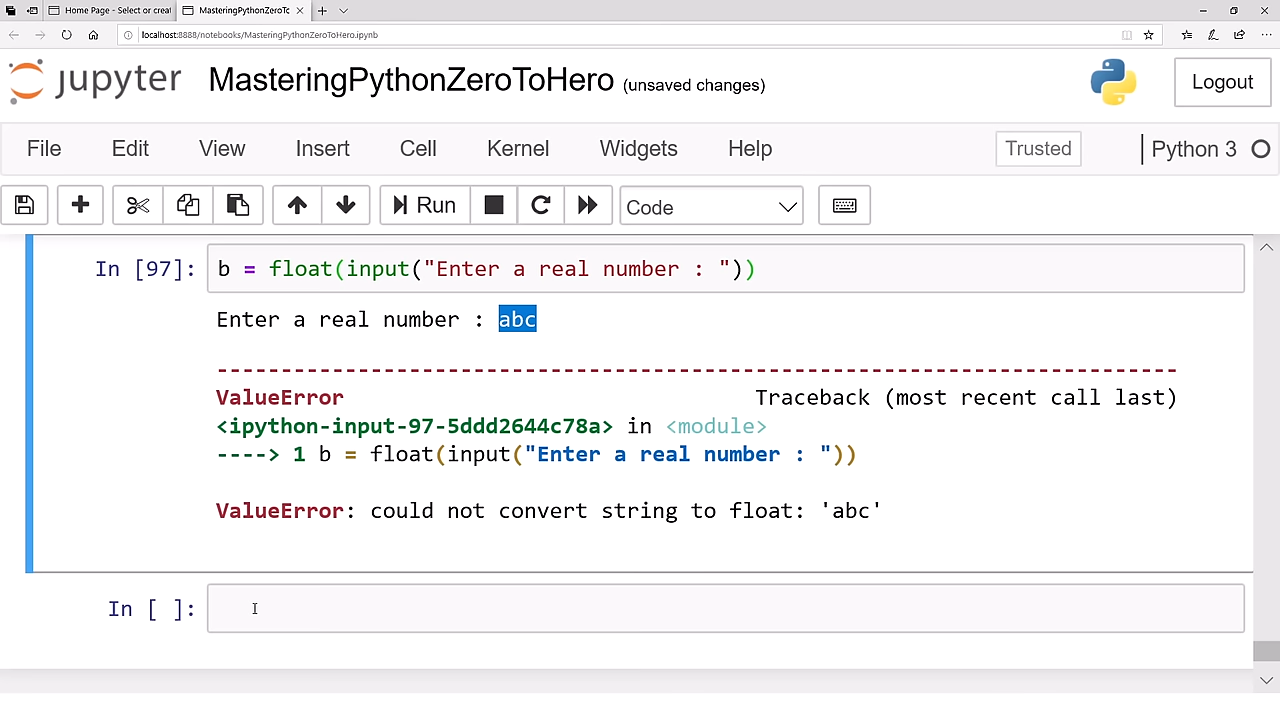 Home Page - Select or creat
MasteringPythonZeroTo
localhost:8888/notebooks/MasteringPythonZeroToHero.ipynb
jupyter MasteringPythonZeroToHero (unsaved changes) Logout
File Edit View Insert Cell Kernel Widgets Help Trusted Python 3
Run Code
In [97]: b = float(input("Enter a real number : "))
Enter a real number : abc
---------------------------------------------------------------------------
ValueError Traceback (most recent call last)
<ipython-input-97-5ddd2644c78a> in <module>
----> 1 b = float(input("Enter a real number : "))
ValueError: could not convert string to float: 'abc'
In [ ]: